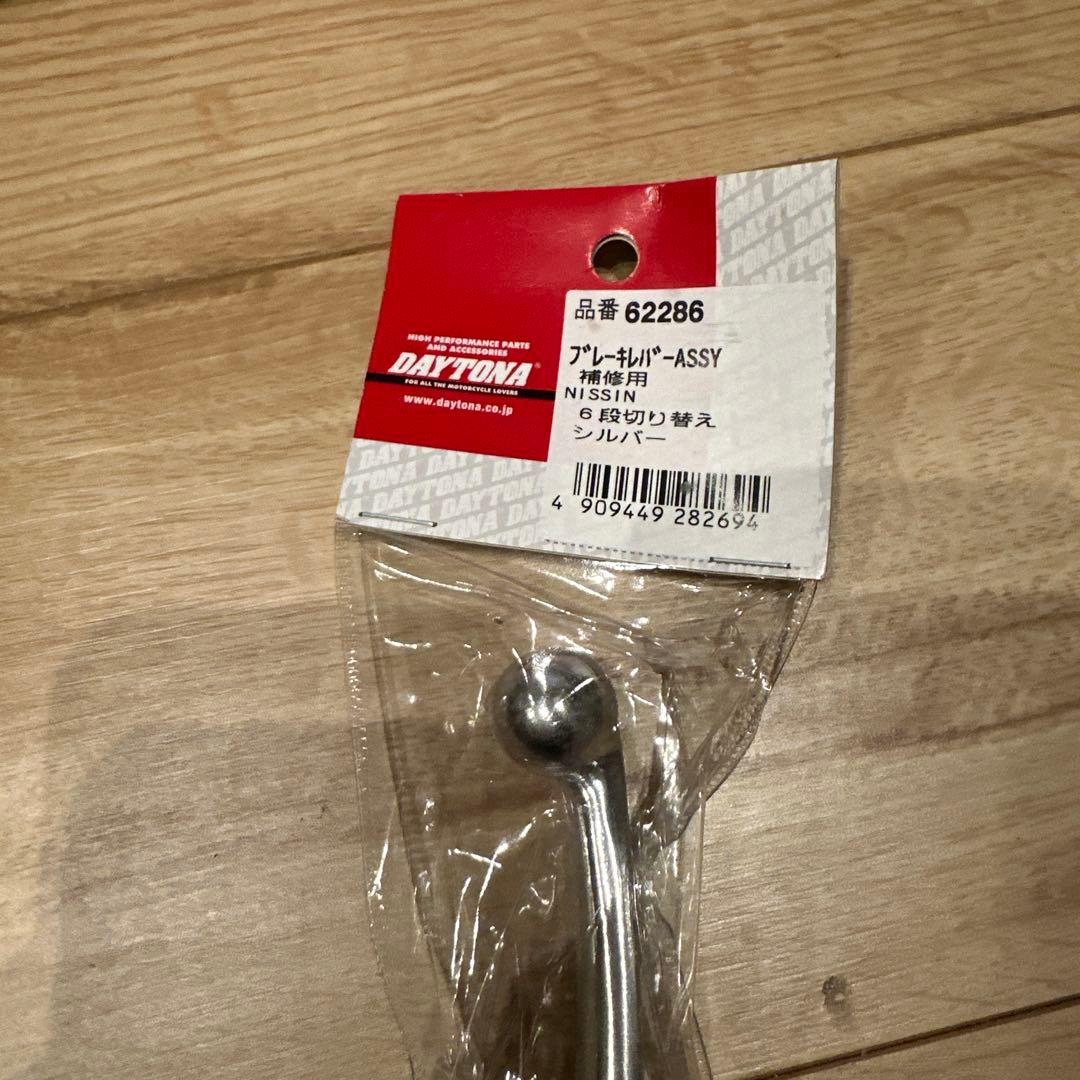 HIGH PERFORMANCE PARTS
AND ACCESSORIES
DAYTONA
FOR ALL THE MOTORCYCLE LOVERS
www.daytona.co.jp
品番 62286
ブレーキレバーASSY
補修用
NISSIN
6段切り替え
シルバー
4 909449 282694